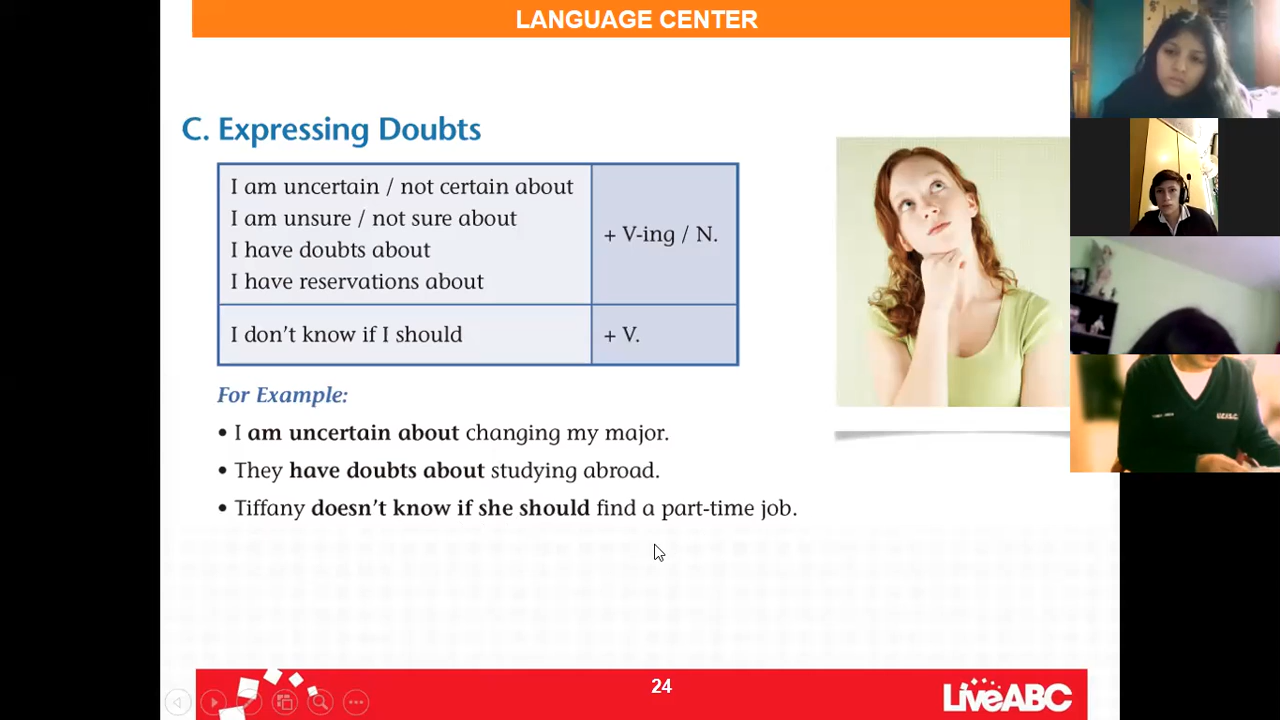 LANGUAGE CENTER
C. Expressing Doubts
I am uncertain / not certain about
I am unsure / not sure about
I have doubts about
I have reservations about
+ V-ing / N.
I don't know if I should
+ V.
For Example:
• I am uncertain about changing my major.
• They have doubts about studying abroad.
• Tiffany doesn't know if she should find a part-time job.
24
LiveABC